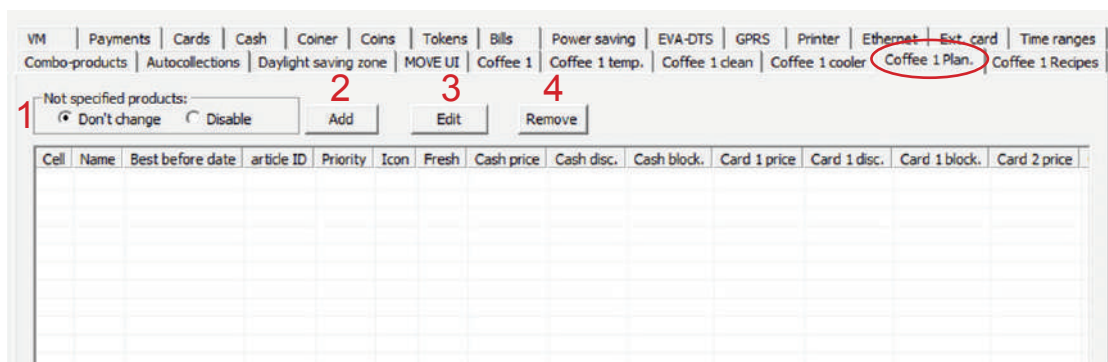 VM Payments Cards Cash Coiner Coins Tokens Bills Power saving EVA-DTS GPRS Printer Ethernet Ext. card Time ranges
Combo-products Autocollections Daylight saving zone MOVE UI Coffee 1 Coffee 1 temp. Coffee 1 clean Coffee 1 cooler Coffee 1 Plan. Coffee 1 Recipes
2 3 4
Not specified products:
1 Don't change Disable Add Edit Remove
Cell Name Best before date article ID Priority Icon Fresh Cash price Cash disc. Cash block. Card 1 price Card 1 disc. Card 1 block. Card 2 price